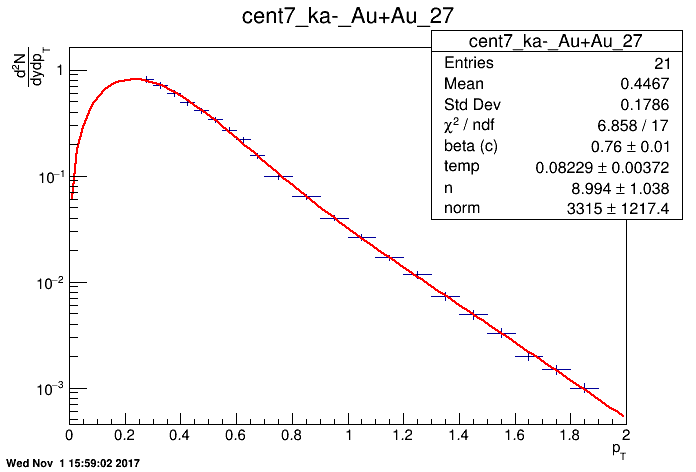 cent7_ka-_Au+Au_27
d²N
dydp_T
cent7_ka-_Au+Au_27
Entries 21
Mean 0.4467
Std Dev 0.1786
χ² / ndf 6.858 / 17
beta (c) 0.76 ± 0.01
temp 0.08229 ± 0.00372
n 8.994 ± 1.038
norm 3315 ± 1217.4
1
10⁻¹
10⁻²
10⁻³
0 0.2 0.4 0.6 0.8 1 1.2 1.4 1.6 1.8 2
p_T
Wed Nov 1 15:59:02 2017